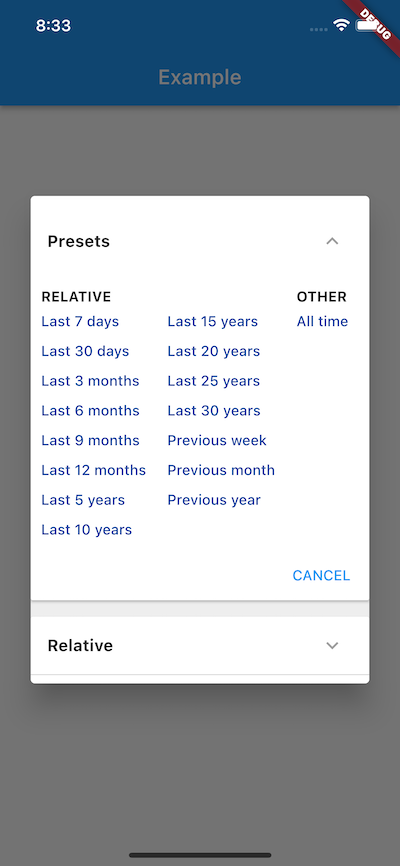 8:33
DEBUG
Example
Presets
RELATIVE
Last 7 days
Last 30 days
Last 3 months
Last 6 months
Last 9 months
Last 12 months
Last 5 years
Last 10 years
Last 15 years
Last 20 years
Last 25 years
Last 30 years
Previous week
Previous month
Previous year
OTHER
All time
CANCEL
Relative